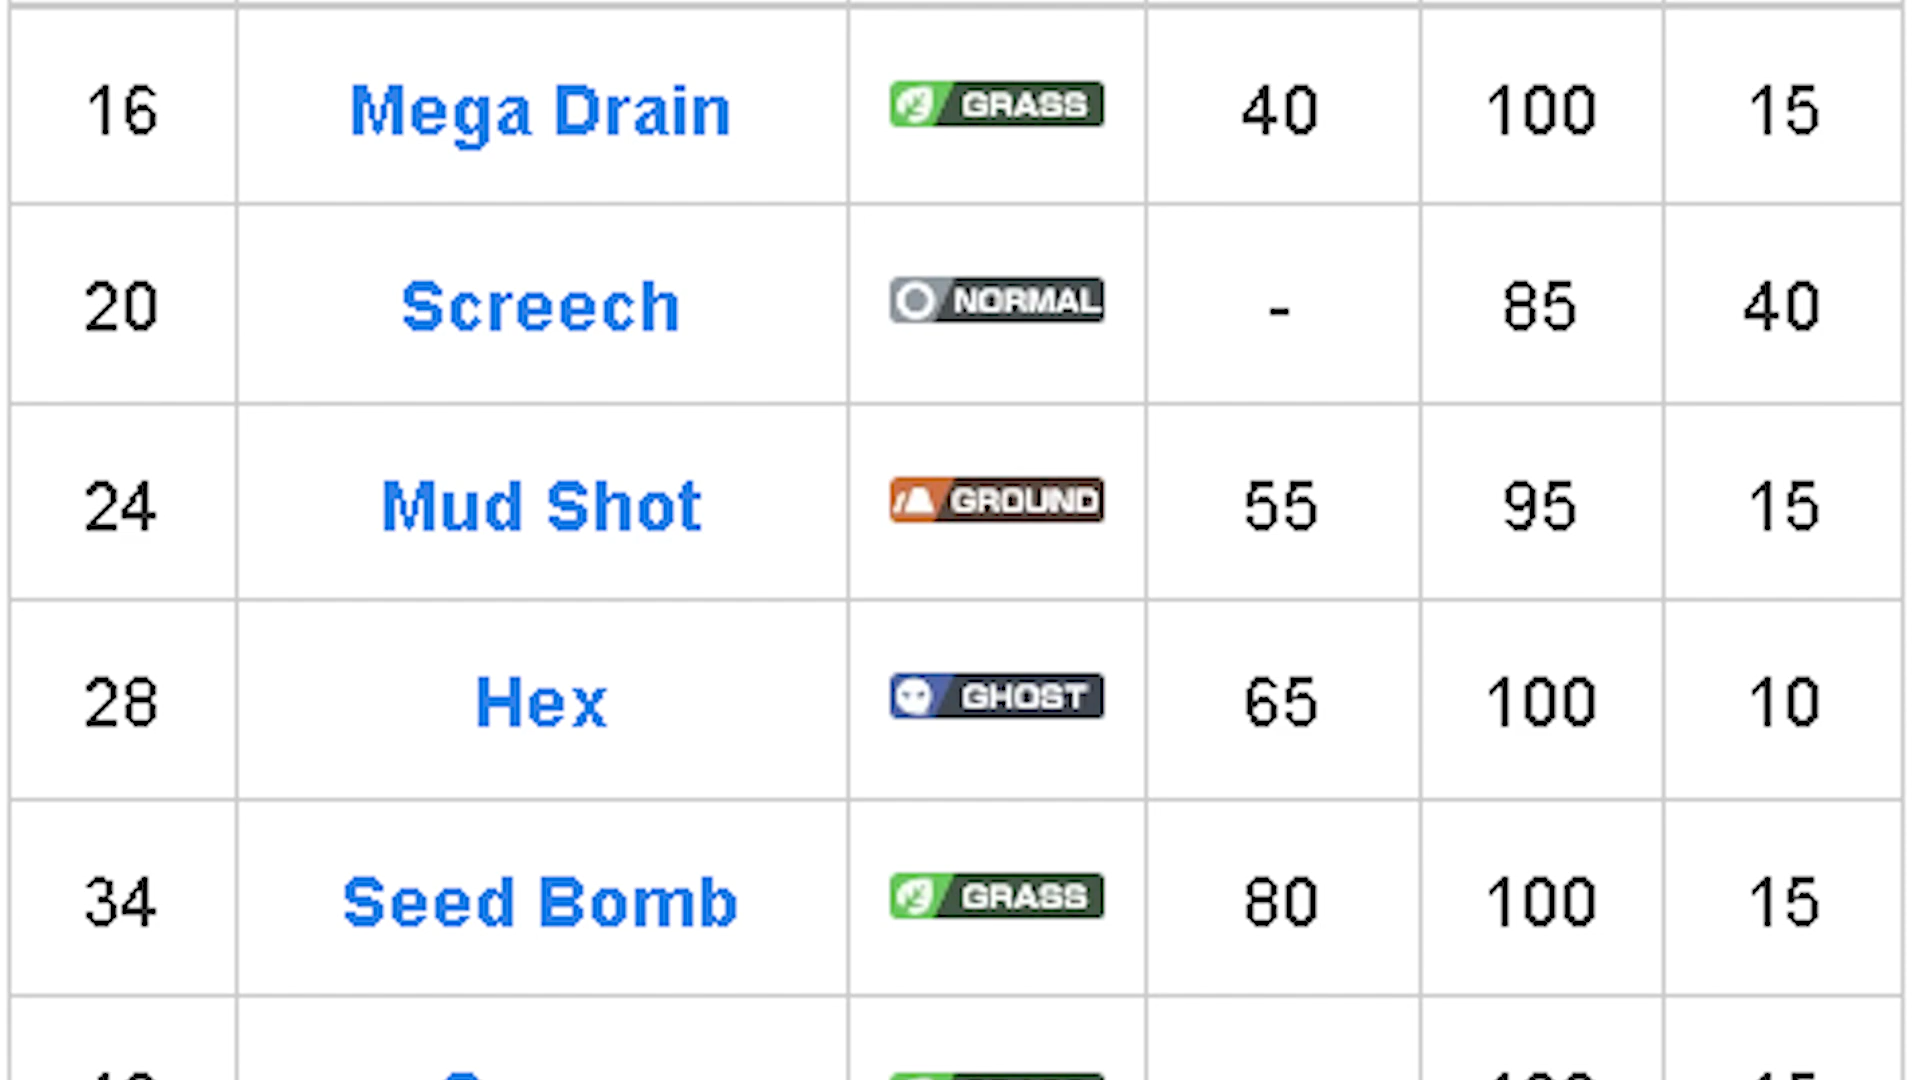 16 Mega Drain GRASS 40 100 15
20 Screech NORMAL - 85 40
24 Mud Shot GROUND 55 95 15
28 Hex GHOST 65 100 10
34 Seed Bomb GRASS 80 100 15